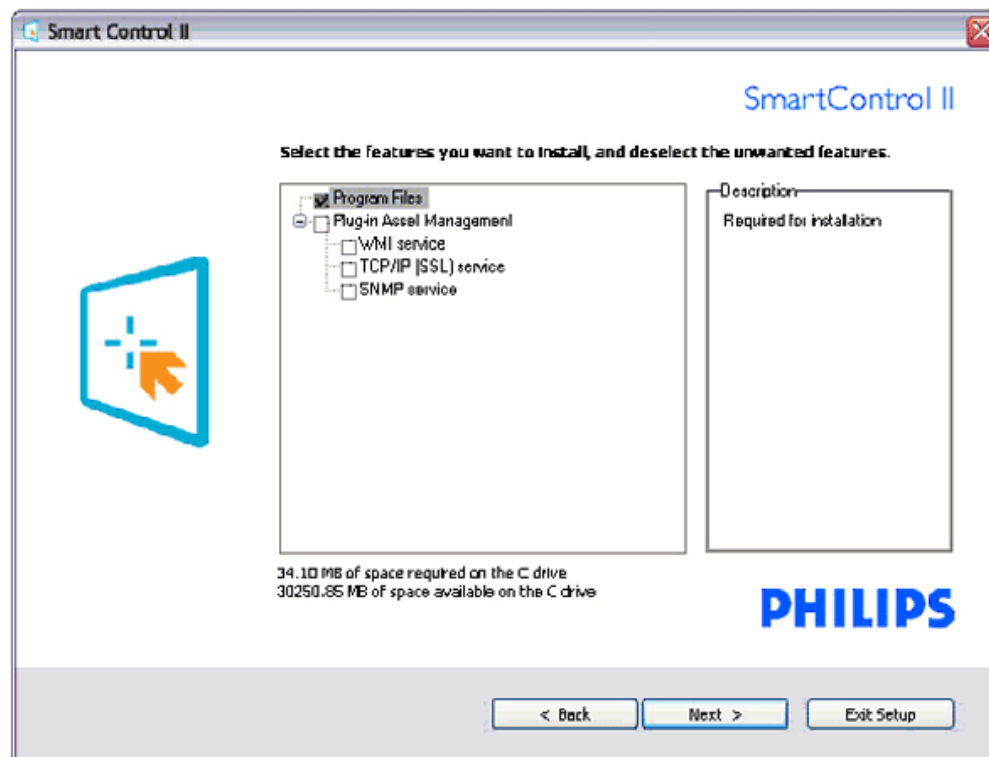 Smart Control II
SmartControl II
Select the features you want to install, and deselect the unwanted features.
Program Files
Plug-in Asset Management
WMI service
TCP/IP (SSL) service
SNMP service
Description
Required for installation
34.10 MB of space required on the C drive
30250.85 MB of space available on the C drive
PHILIPS
< Back
Next >
Exit Setup